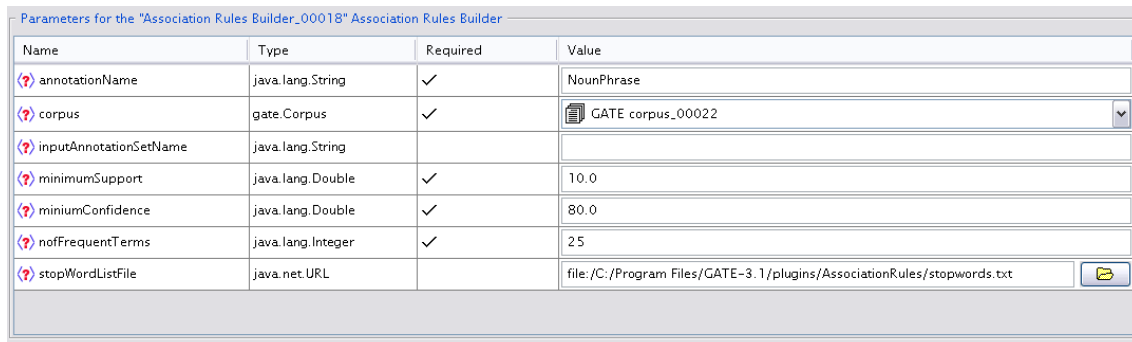 Parameters for the "Association Rules Builder_00018" Association Rules Builder
Name Type Required Value
<?> annotationName java.lang.String ✓ NounPhrase
<?> corpus gate.Corpus ✓ GATE corpus_00022
<?> inputAnnotationSetName java.lang.String
<?> minimumSupport java.lang.Double ✓ 10.0
<?> miniumConfidence java.lang.Double ✓ 80.0
<?> nofFrequentTerms java.lang.Integer ✓ 25
<?> stopWordListFile java.net.URL file:/C:/Program Files/GATE-3.1/plugins/AssociationRules/stopwords.txt